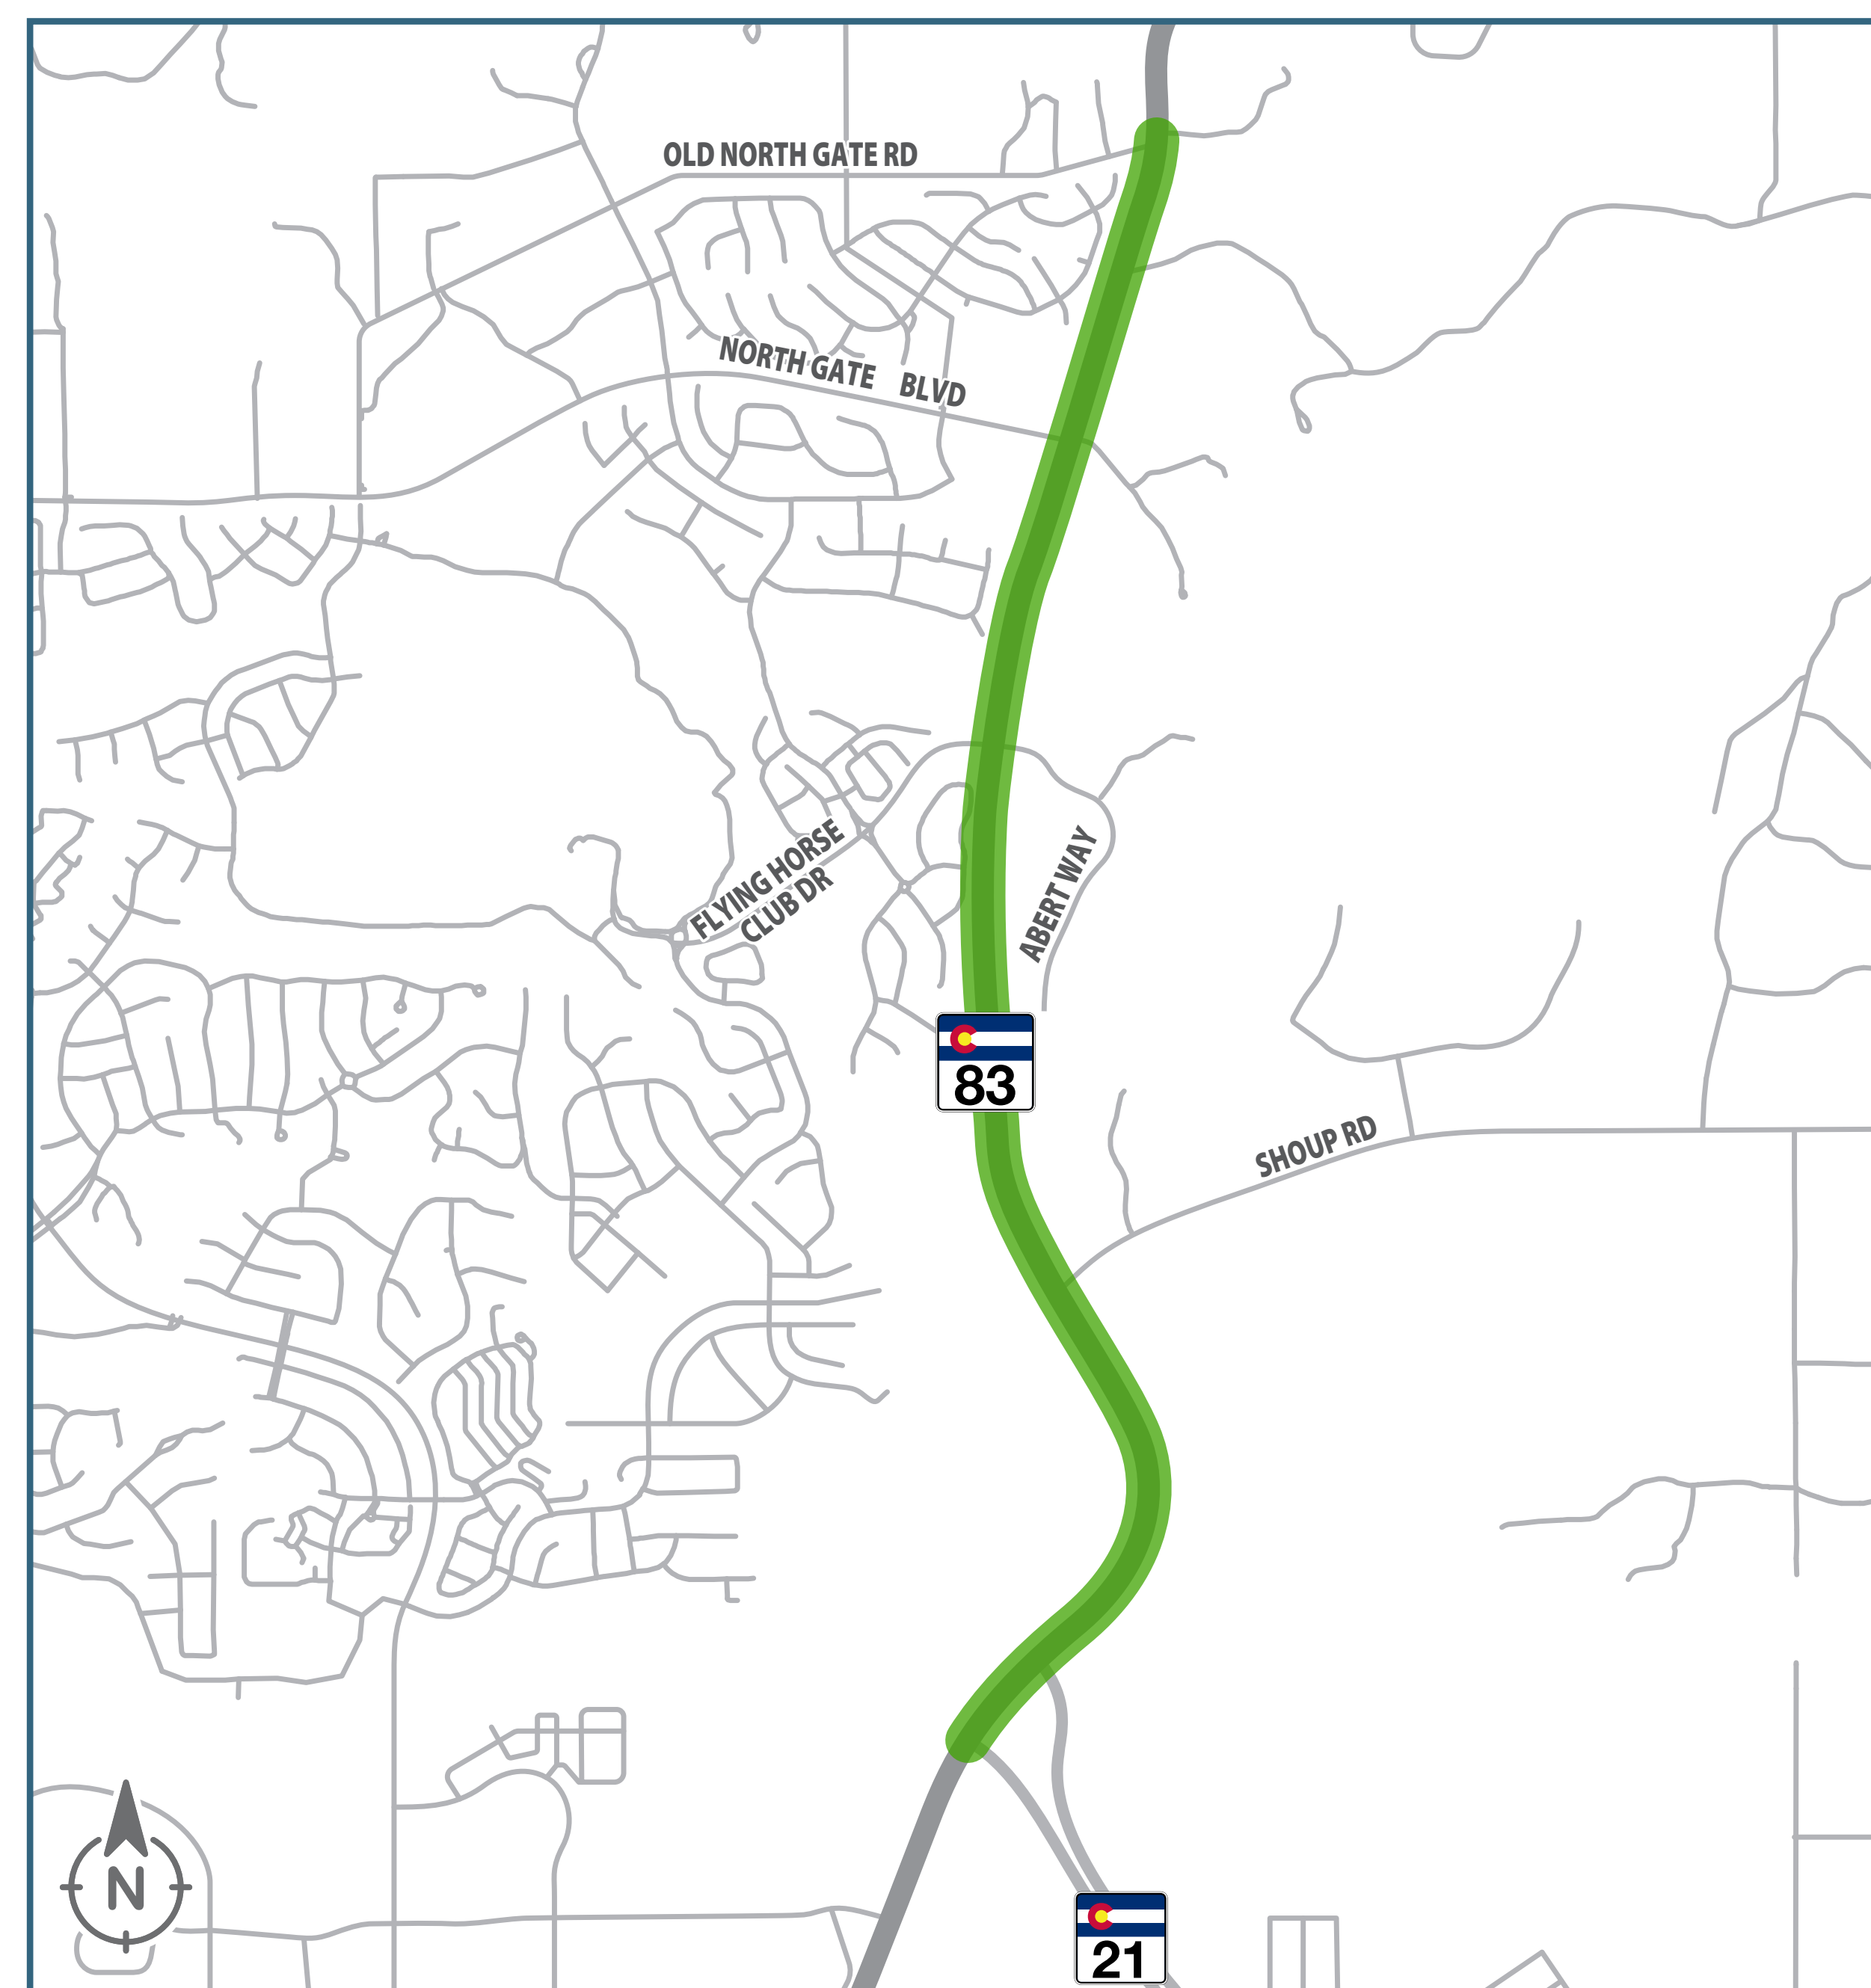 OLD NORTH GATE RD
NORTH GATE BLVD
FLYING HORSE
CLUB DR
ABERT WAY
83
SHOUP RD
N
21